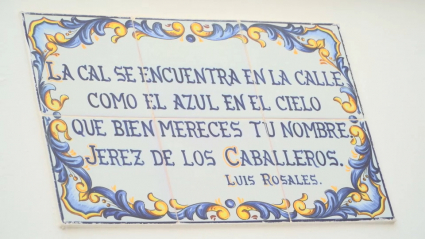 LA CAL SE ENCUENTRA EN LA CALLE
COMO EL AZUL EN EL CIELO
QUE BIEN MERECES TU NOMBRE
JEREZ DE LOS CABALLEROS.
LUIS ROSALES.